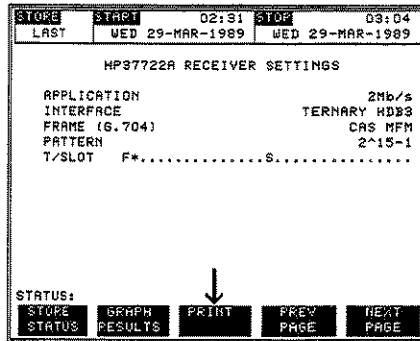 STORE START 02:31 STOP 03:04
LAST WED 29-MAR-1989 WED 29-MAR-1989
HP37722A RECEIVER SETTINGS
APPLICATION 2Mb/s
INTERFACE TERNARY HDB3
FRAME (G.704) CAS MFM
PATTERN 2^15-1
T/SLOT F*..............S...............
STATUS:
STORE STATUS GRAPH RESULTS PRINT PREV PAGE NEXT PAGE